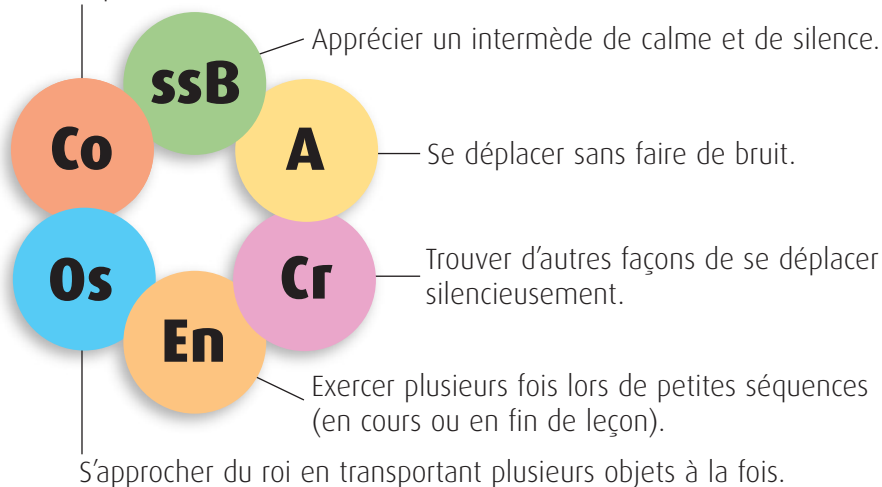 ssB
Apprécier un intermède de calme et de silence.
Co
A
Se déplacer sans faire de bruit.
Os
Cr
Trouver d'autres façons de se déplacer
silencieusement.
En
Exercer plusieurs fois lors de petites séquences
(en cours ou en fin de leçon).
S'approcher du roi en transportant plusieurs objets à la fois.